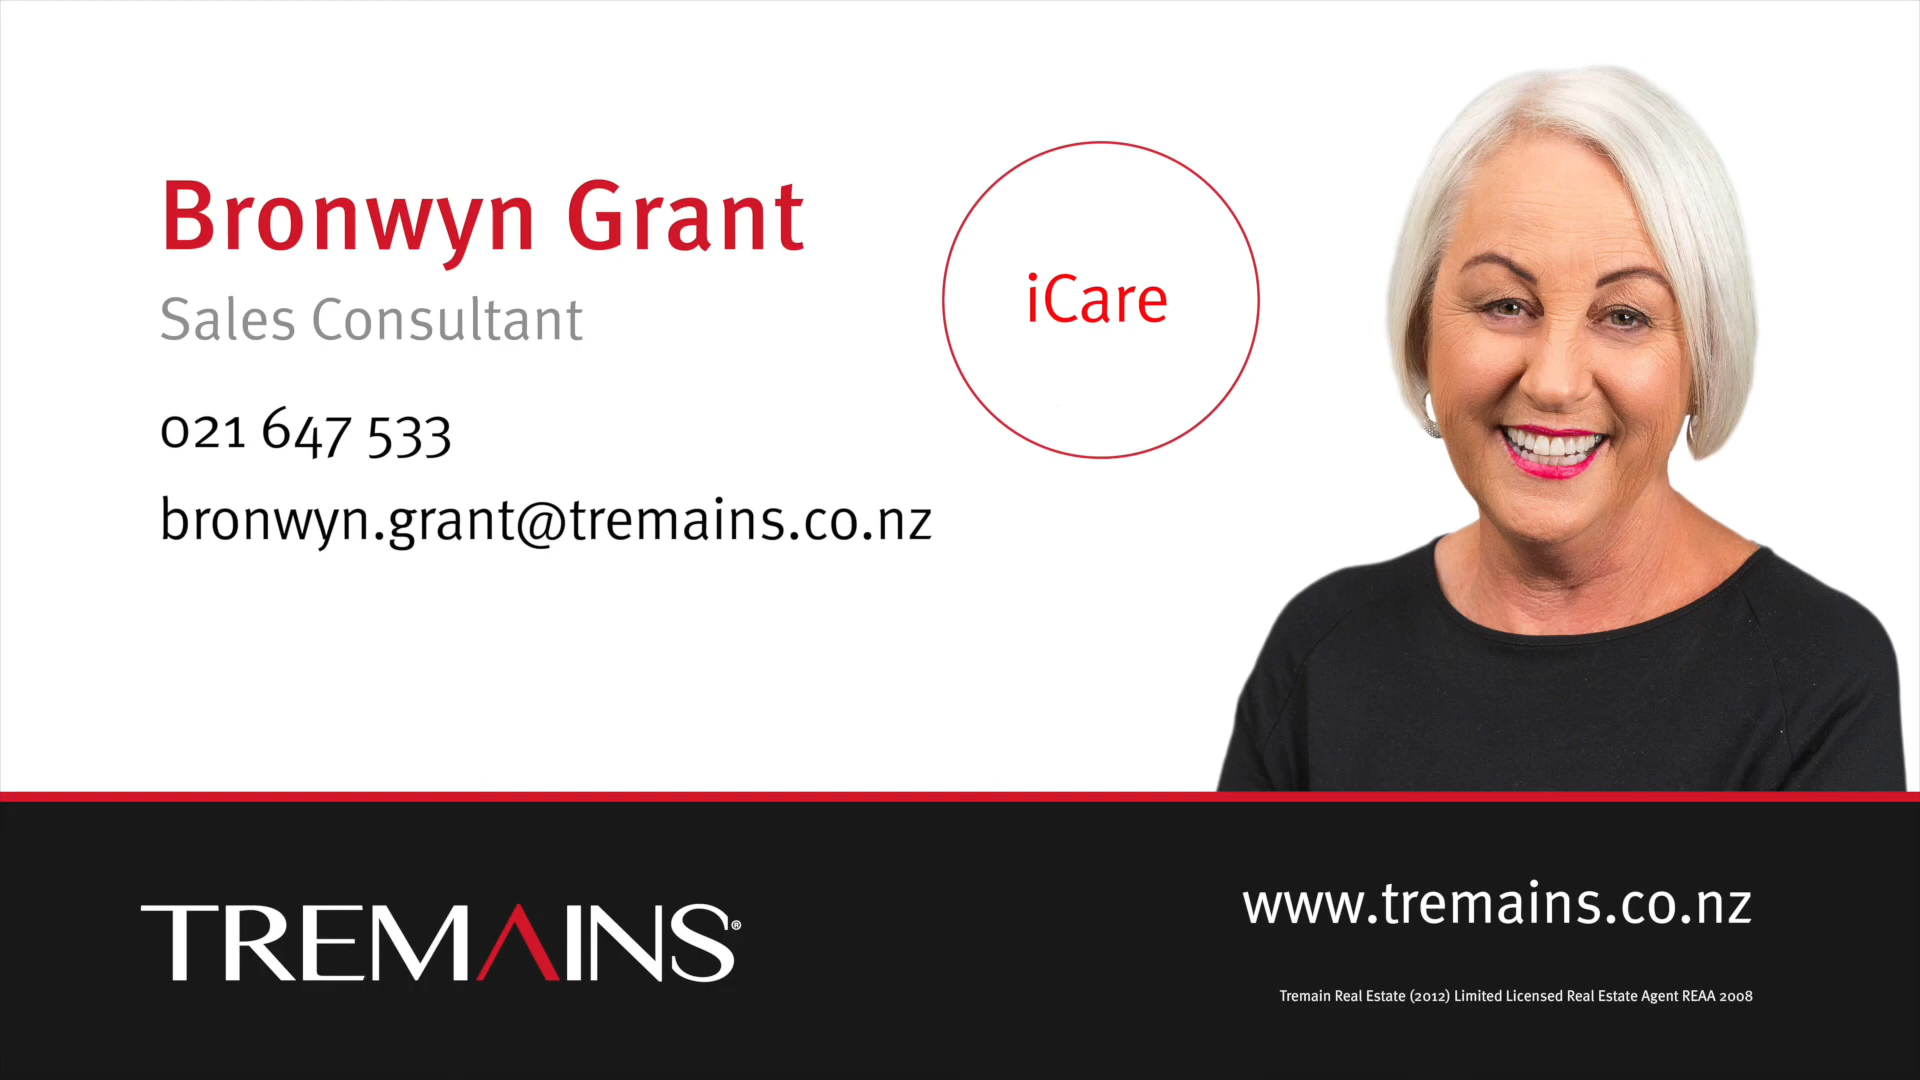 Bronwyn Grant
Sales Consultant
021 647 533
bronwyn.grant@tremains.co.nz
iCare
TREMAINS®
www.tremains.co.nz
Tremain Real Estate (2012) Limited Licensed Real Estate Agent REAA 2008